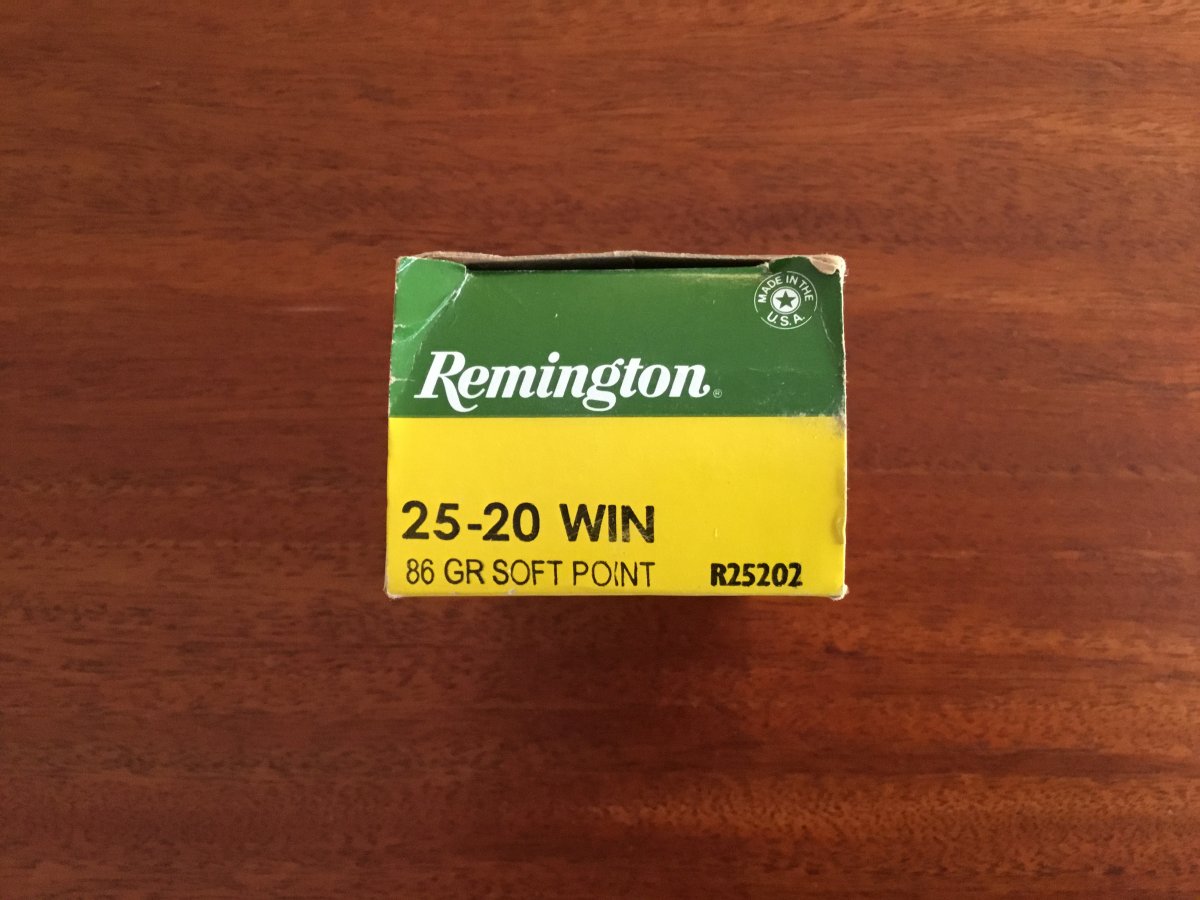 MADE IN THE
U.S.A.
Remington®
25-20 WIN
86 GR SOFT POINT R25202